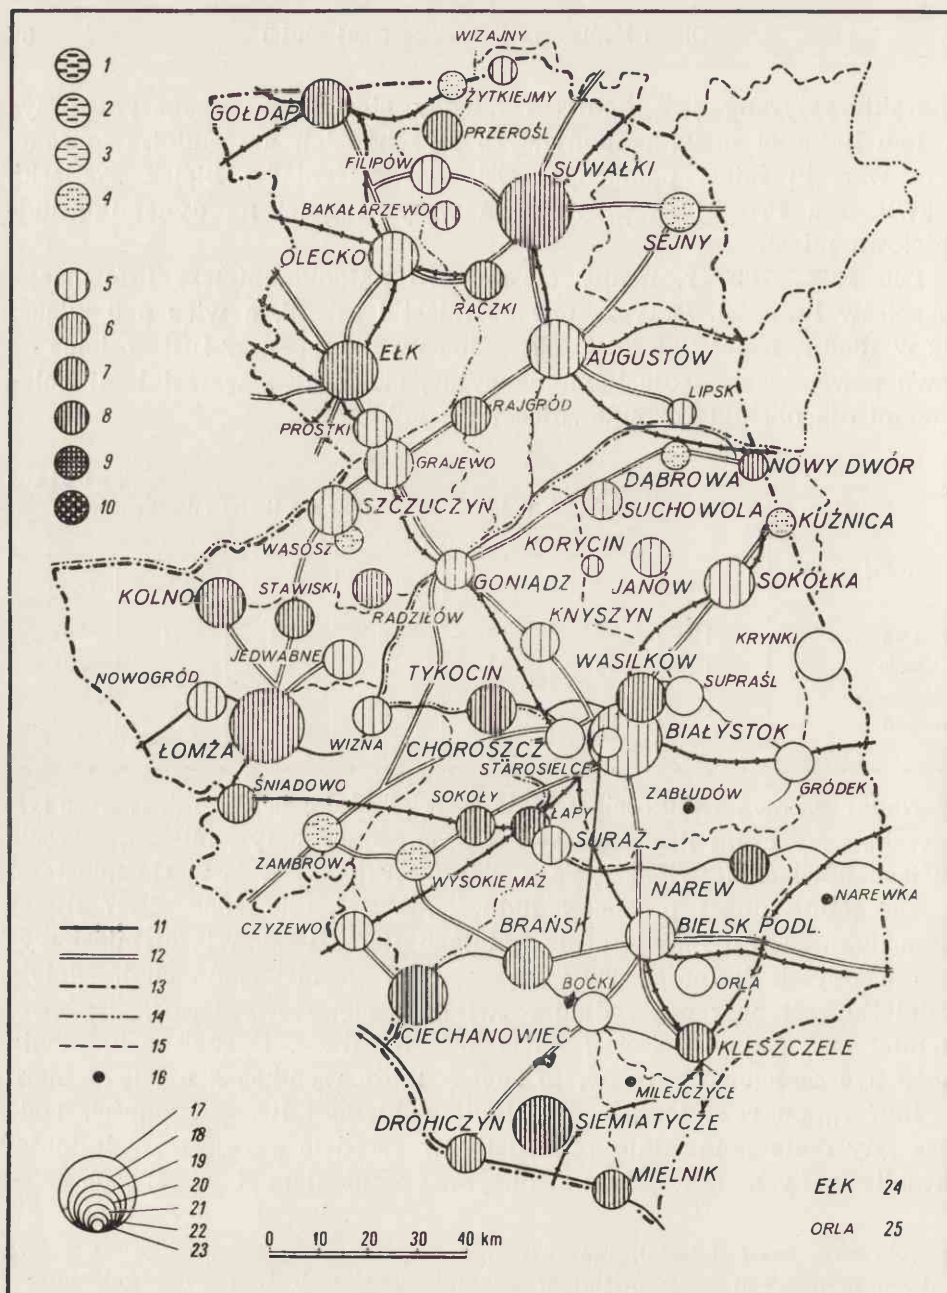 WIZAJNY
1
ŻYTKIEJMY
2
GOŁDAP
PRZEROŚL
3
FILIPÓW
SUWAŁKI
4
BAKAŁARZEWO
SEJNY
OLECKO
5
RACZKI
6
EŁK
AUGUSTÓW
7
LIPSK
8
RAJGRÓD
PROSTKI
9
GRAJEWO
NOWY DWÓR
DĄBROWA
10
SZCZUCZYN
SUCHOWOLA
KUŹNICA
WĄSOSZ
KORYCIN
JANÓW
SOKÓŁKA
GONIĄDZ
STAWISKI
KOLNO
RADZIŁÓW
KNYSZYN
KRYNKI
JEDWABNE
TYKOCIN
WASILKÓW
NOWOGRÓD
SUPRAŚL
ŁOMŻA
WIZNA
CHOROSZCZ
BIAŁYSTOK
STAROSIELCE
ŚNIADOWO
SOKOŁY
ZABŁUDÓW
GRÓDEK
ŁAPY
SURAŻ
ZAMBRÓW
WYSOKIE MAZ
NAREW
NAREWKA
11
CZYŻEWO
BRAŃSK
BIELSK PODL.
12
13
BOĆKI
ORLA
14
CIECHANOWIEC
KLESZCZELE
15
16
MILEJCZYCE
17
DROHICZYN
SIEMIATYCZE
18
19
MIELNIK
20
EŁK 24
21
22
ORLA 25
23
0 10 20 30 40 km